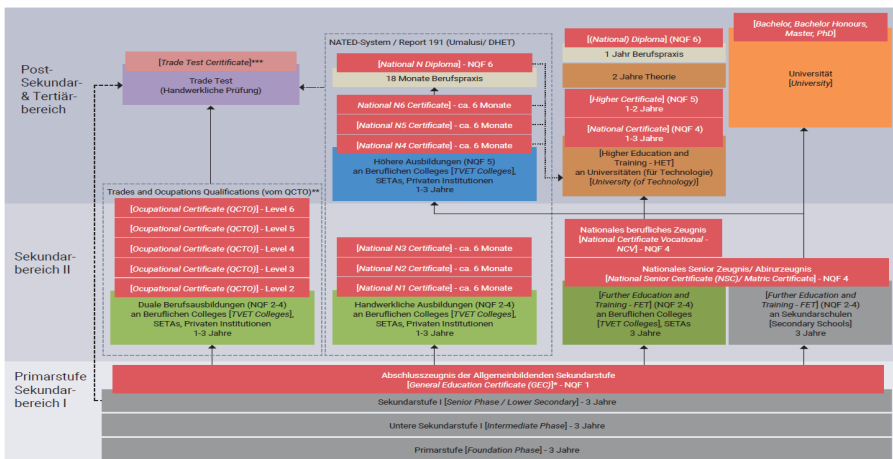 Post-
Sekundar-
& Tertiär-
bereich
[Trade Test Certificate]***
Trade Test
(Handwerkliche Prüfung)
NATED-System / Report 191 (Umalusi/ DHET)
[National N Diploma] - NQF 6
18 Monate Berufspraxis
[National N6 Certificate] - ca. 6 Monate
[National N5 Certificate] - ca. 6 Monate
[National N4 Certificate] - ca. 6 Monate
Höhere Ausbildungen (NQF 5)
an Beruflichen Colleges [TVET Colleges],
SETAs, Privaten Institutionen
1-3 Jahre
[(National) Diploma] (NQF 6)
1 Jahr Berufspraxis
2 Jahre Theorie
[Higher Certificate] (NQF 5)
1-2 Jahre
[National Certificate] (NQF 4)
1-3 Jahre
[Higher Education and
Training - HET]
an Universitäten (für Technologie)
[University (of Technology)]
[Bachelor, Bachelor Honours,
Master, PhD]
Universität
[University]
Sekundar-
bereich II
Trades and Occupations Qualifications (vom QCTO)**
[Ocupational Certificate (QCTO)] - Level 6
[Ocupational Certificate (QCTO)] - Level 5
[Ocupational Certificate (QCTO)] - Level 4
[Ocupational Certificate (QCTO)] - Level 3
[Ocupational Certificate (QCTO)] - Level 2
Duale Berufsausbildungen (NQF 2-4)
an Beruflichen Colleges [TVET Colleges],
SETAs, Privaten Institutionen
1-3 Jahre
[National N3 Certificate] - ca. 6 Monate
[National N2 Certificate] - ca. 6 Monate
[National N1 Certificate] - ca. 6 Monate
Handwerkliche Ausbildungen (NQF 2-4)
an Beruflichen Colleges [TVET Colleges],
SETAs, Privaten Institutionen
1-3 Jahre
Nationales berufliches Zeugnis
[National Certificate Vocational -
NCV] - NQF 4
Nationales Senior Zeugnis/ Abirurzeugnis
[National Senior Certificate (NSC)/ Matric Certificate] - NQF 4
[Further Education and
Training - FET] (NQF 2-4)
an Beruflichen Colleges
[TVET Colleges], SETAs
3 Jahre
[Further Education and
Training - FET] (NQF 2-4)
an Sekundarschulen
[Secondary Schools]
3 Jahre
Primarstufe
Sekundar-
bereich I
Abschlusszeugnis der Allgemeinbildenden Sekundarstufe
[General Education Certificate (GEC)]* - NQF 1
Sekundarstufe I [Senior Phase / Lower Secondary] - 3 Jahre
Untere Sekundarstufe I [Intermediate Phase] - 3 Jahre
Primarstufe [Foundation Phase] - 3 Jahre